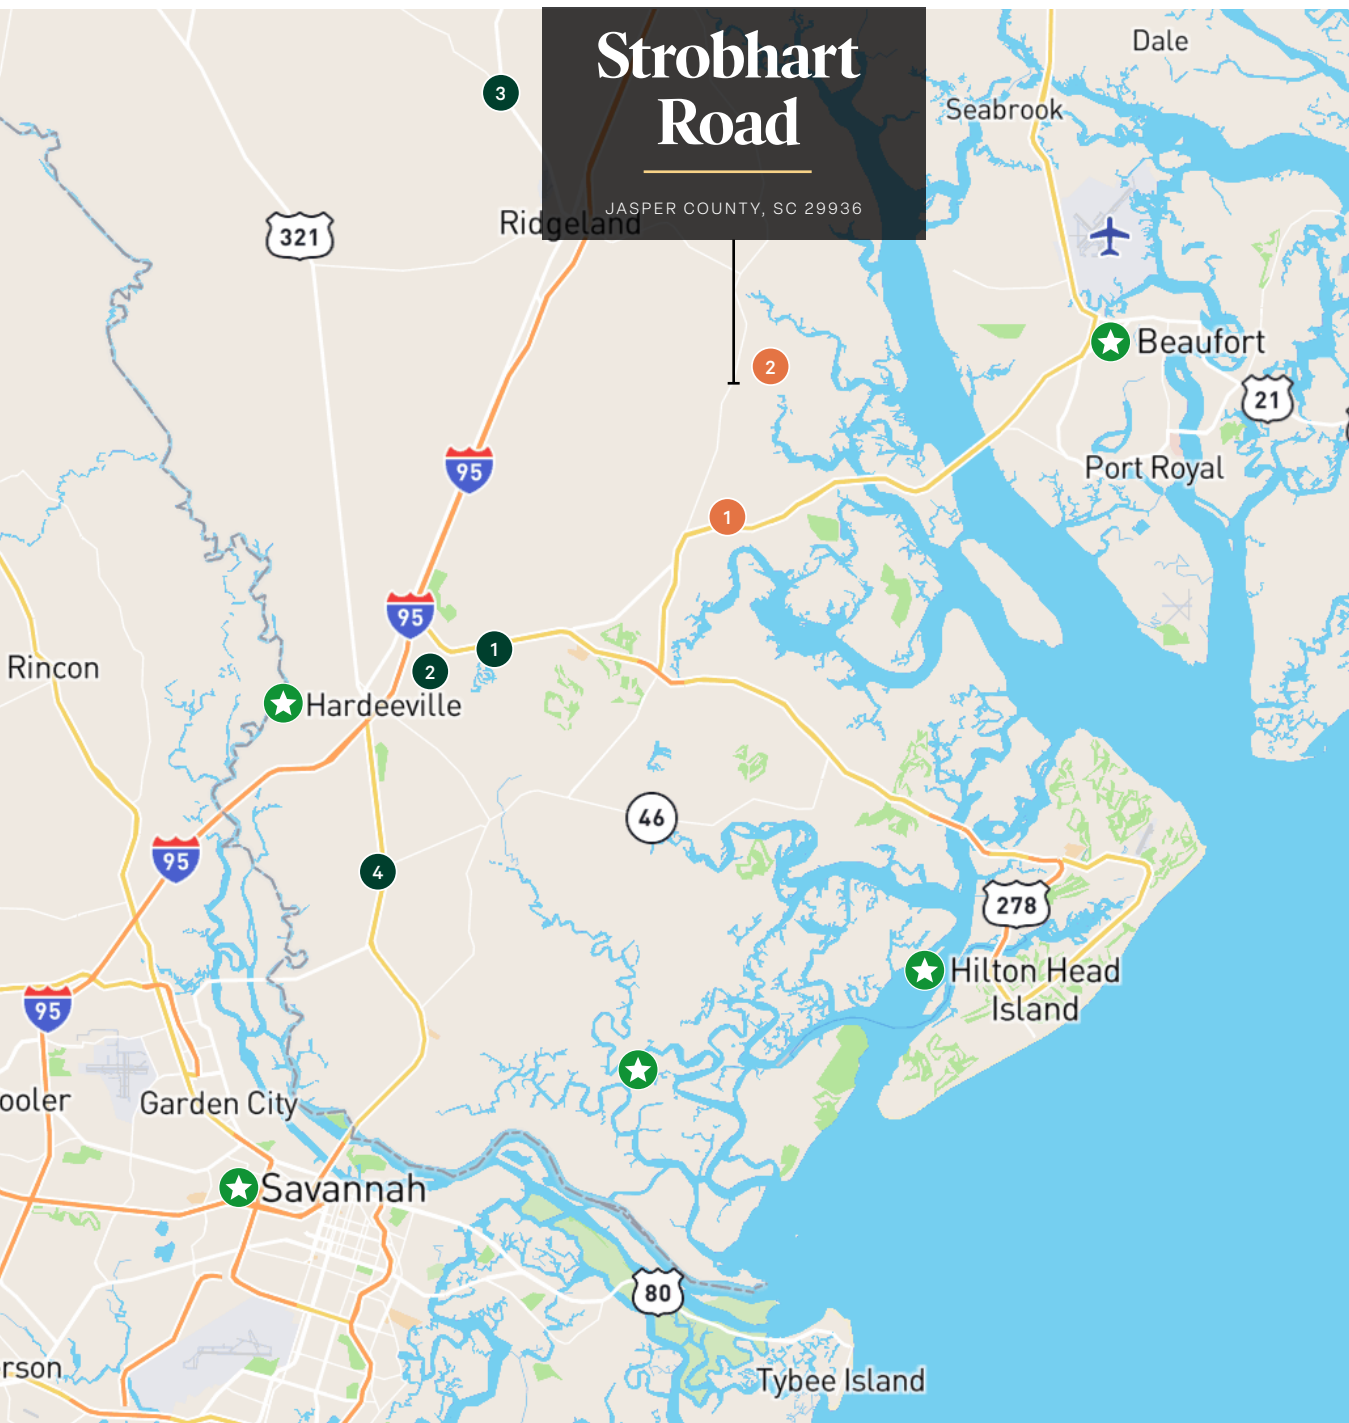 Strobhart
Road
JASPER COUNTY, SC 29936
Dale
Seabrook
3
Ridgeland
321
Beaufort
2
21
Port Royal
95
1
95
1
2
Rincon
Hardeeville
46
95
4
278
Hilton Head
Island
95
ooler
Garden City
Savannah
80
rson
Tybee Island